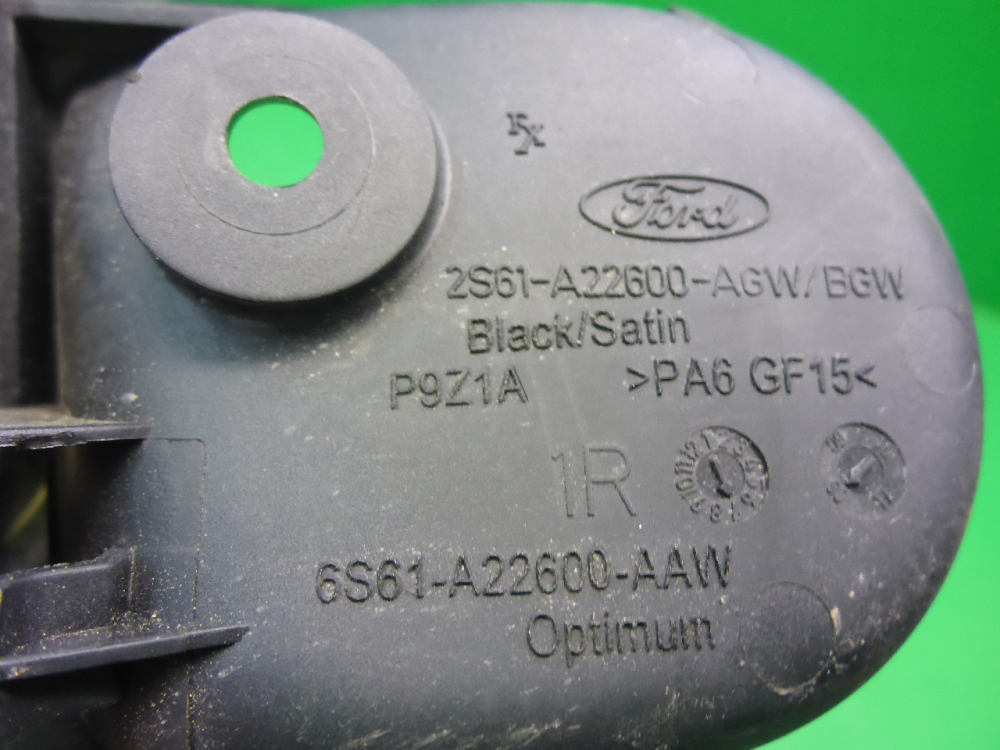 Ford
2S61-A22600-AGW/BGW
Black/Satin
P9Z1A >PA6 GF15<
1R
6S61-A22600-AAW
Optimum